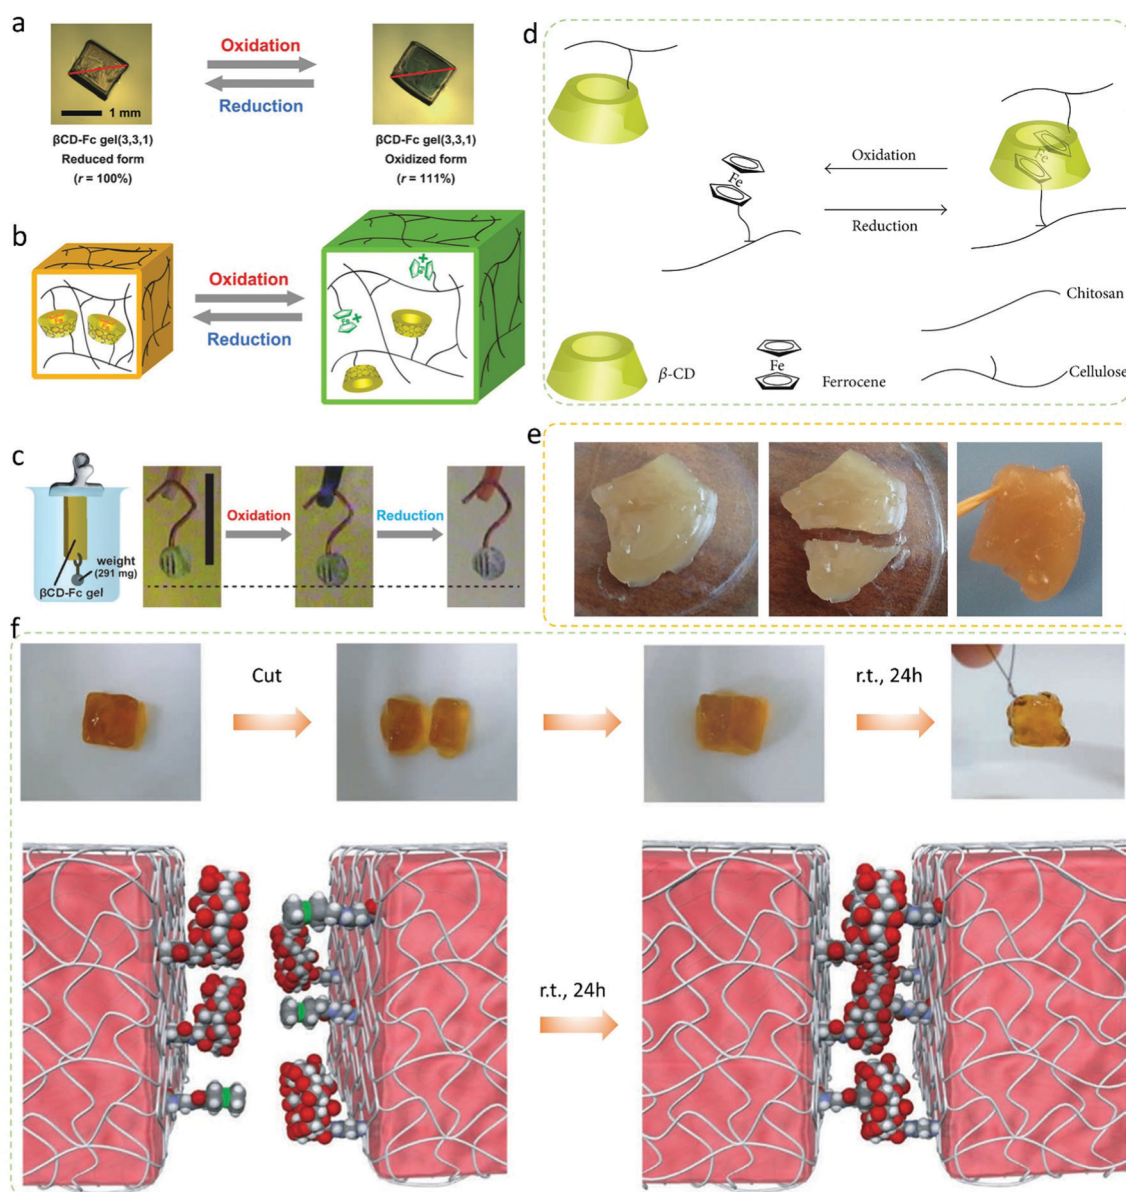 a
Oxidation
Reduction
1 mm
βCD-Fc gel(3,3,1)
Reduced form
(r = 100%)
βCD-Fc gel(3,3,1)
Oxidized form
(r = 111%)
b
Oxidation
Reduction
c
weight
(291 mg)
βCD-Fc gel
Oxidation
Reduction
d
Fe
Fe
Oxidation
Reduction
Chitosan
β-CD
Fe
Ferrocene
Cellulose
e
f
Cut
r.t., 24h
r.t., 24h